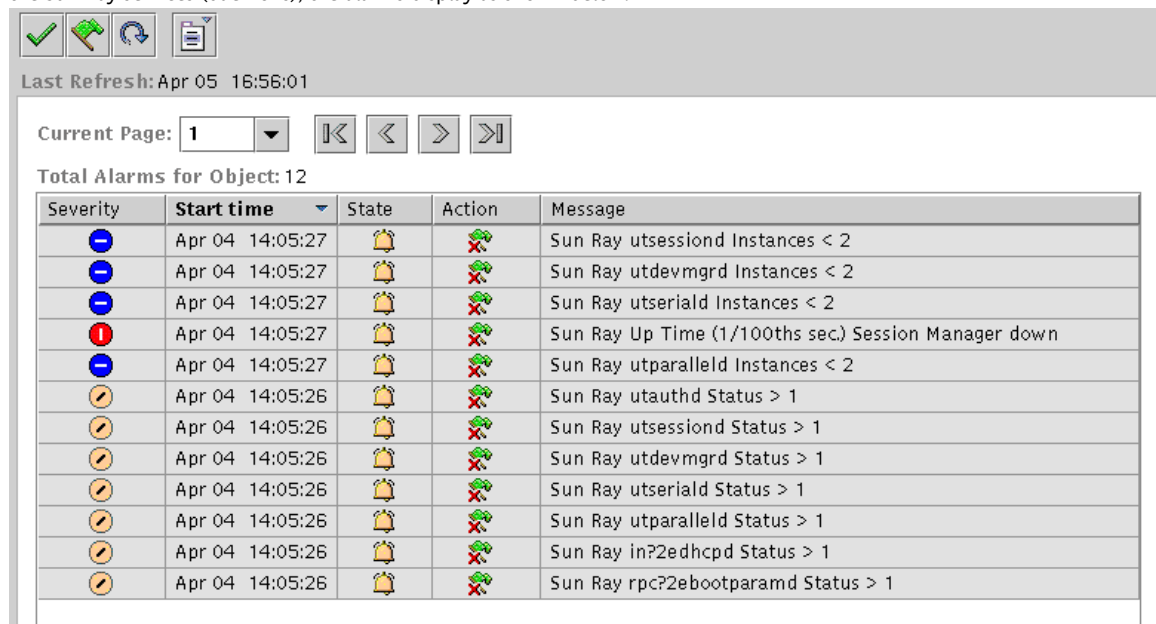 Last Refresh: Apr 05 16:56:01
Current Page: 1
Total Alarms for Object: 12
Severity Start time State Action Message
Apr 04 14:05:27 Sun Ray utsessiond Instances < 2
Apr 04 14:05:27 Sun Ray utdevmgrd Instances < 2
Apr 04 14:05:27 Sun Ray utseriald Instances < 2
Apr 04 14:05:27 Sun Ray Up Time (1/100ths sec.) Session Manager down
Apr 04 14:05:27 Sun Ray utparalleld Instances < 2
Apr 04 14:05:26 Sun Ray utauthd Status > 1
Apr 04 14:05:26 Sun Ray utsessiond Status > 1
Apr 04 14:05:26 Sun Ray utdevmgrd Status > 1
Apr 04 14:05:26 Sun Ray utseriald Status > 1
Apr 04 14:05:26 Sun Ray utparalleld Status > 1
Apr 04 14:05:26 Sun Ray in?2edhcpd Status > 1
Apr 04 14:05:26 Sun Ray rpc?2ebootparamd Status > 1